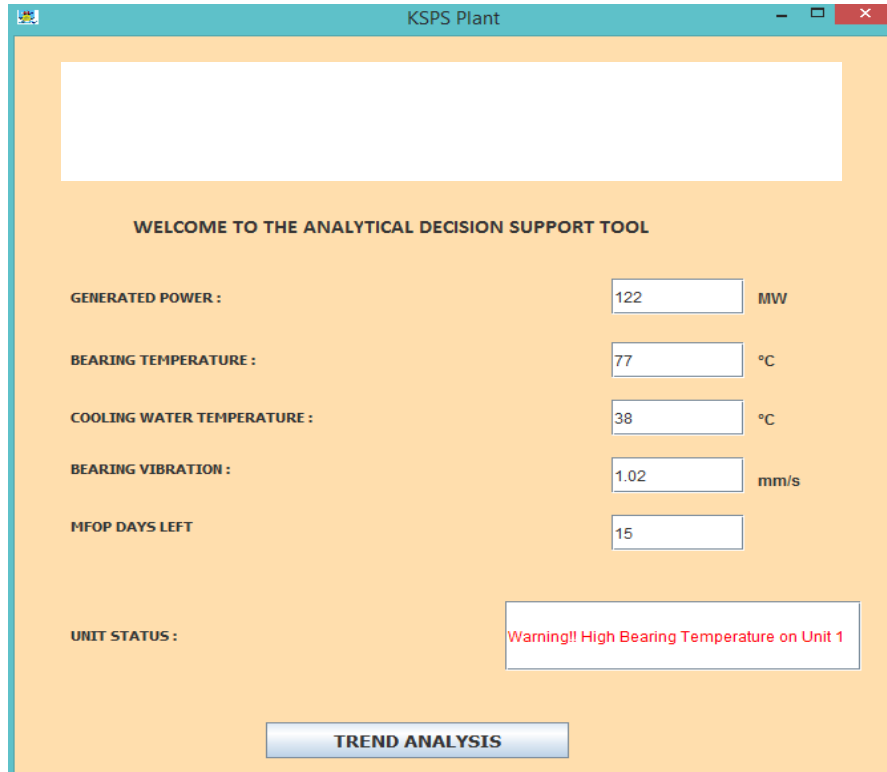 KSPS Plant
WELCOME TO THE ANALYTICAL DECISION SUPPORT TOOL
GENERATED POWER : 122 MW
BEARING TEMPERATURE : 77 °C
COOLING WATER TEMPERATURE : 38 °C
BEARING VIBRATION : 1.02 mm/s
MFOP DAYS LEFT 15
UNIT STATUS : Warning!! High Bearing Temperature on Unit 1
TREND ANALYSIS